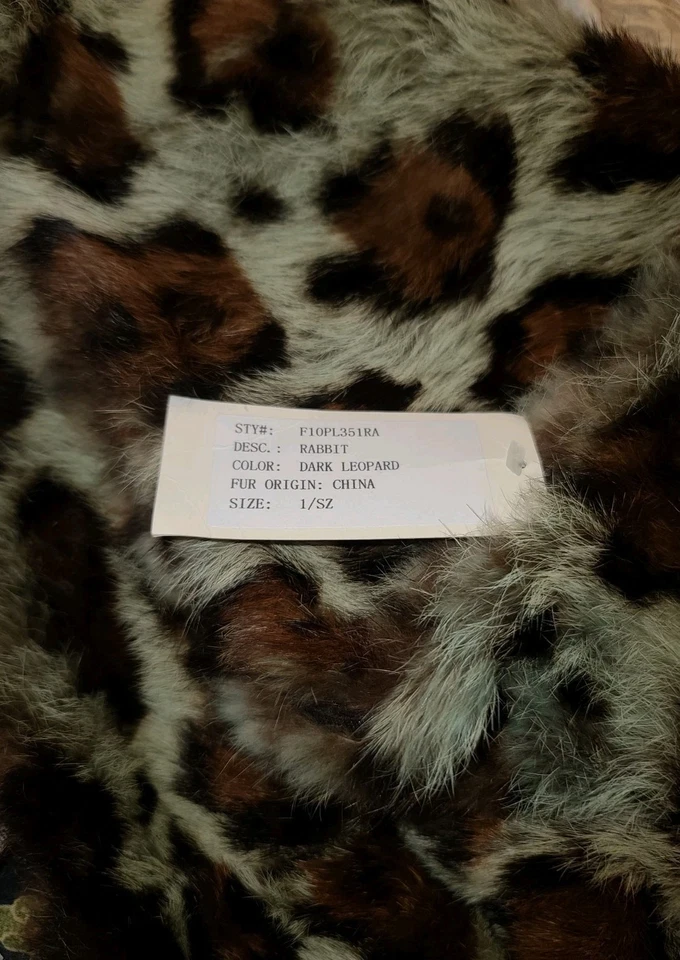 STY#: F10PL351RA
DESC.: RABBIT
COLOR: DARK LEOPARD
FUR ORIGIN: CHINA
SIZE: 1/SZ